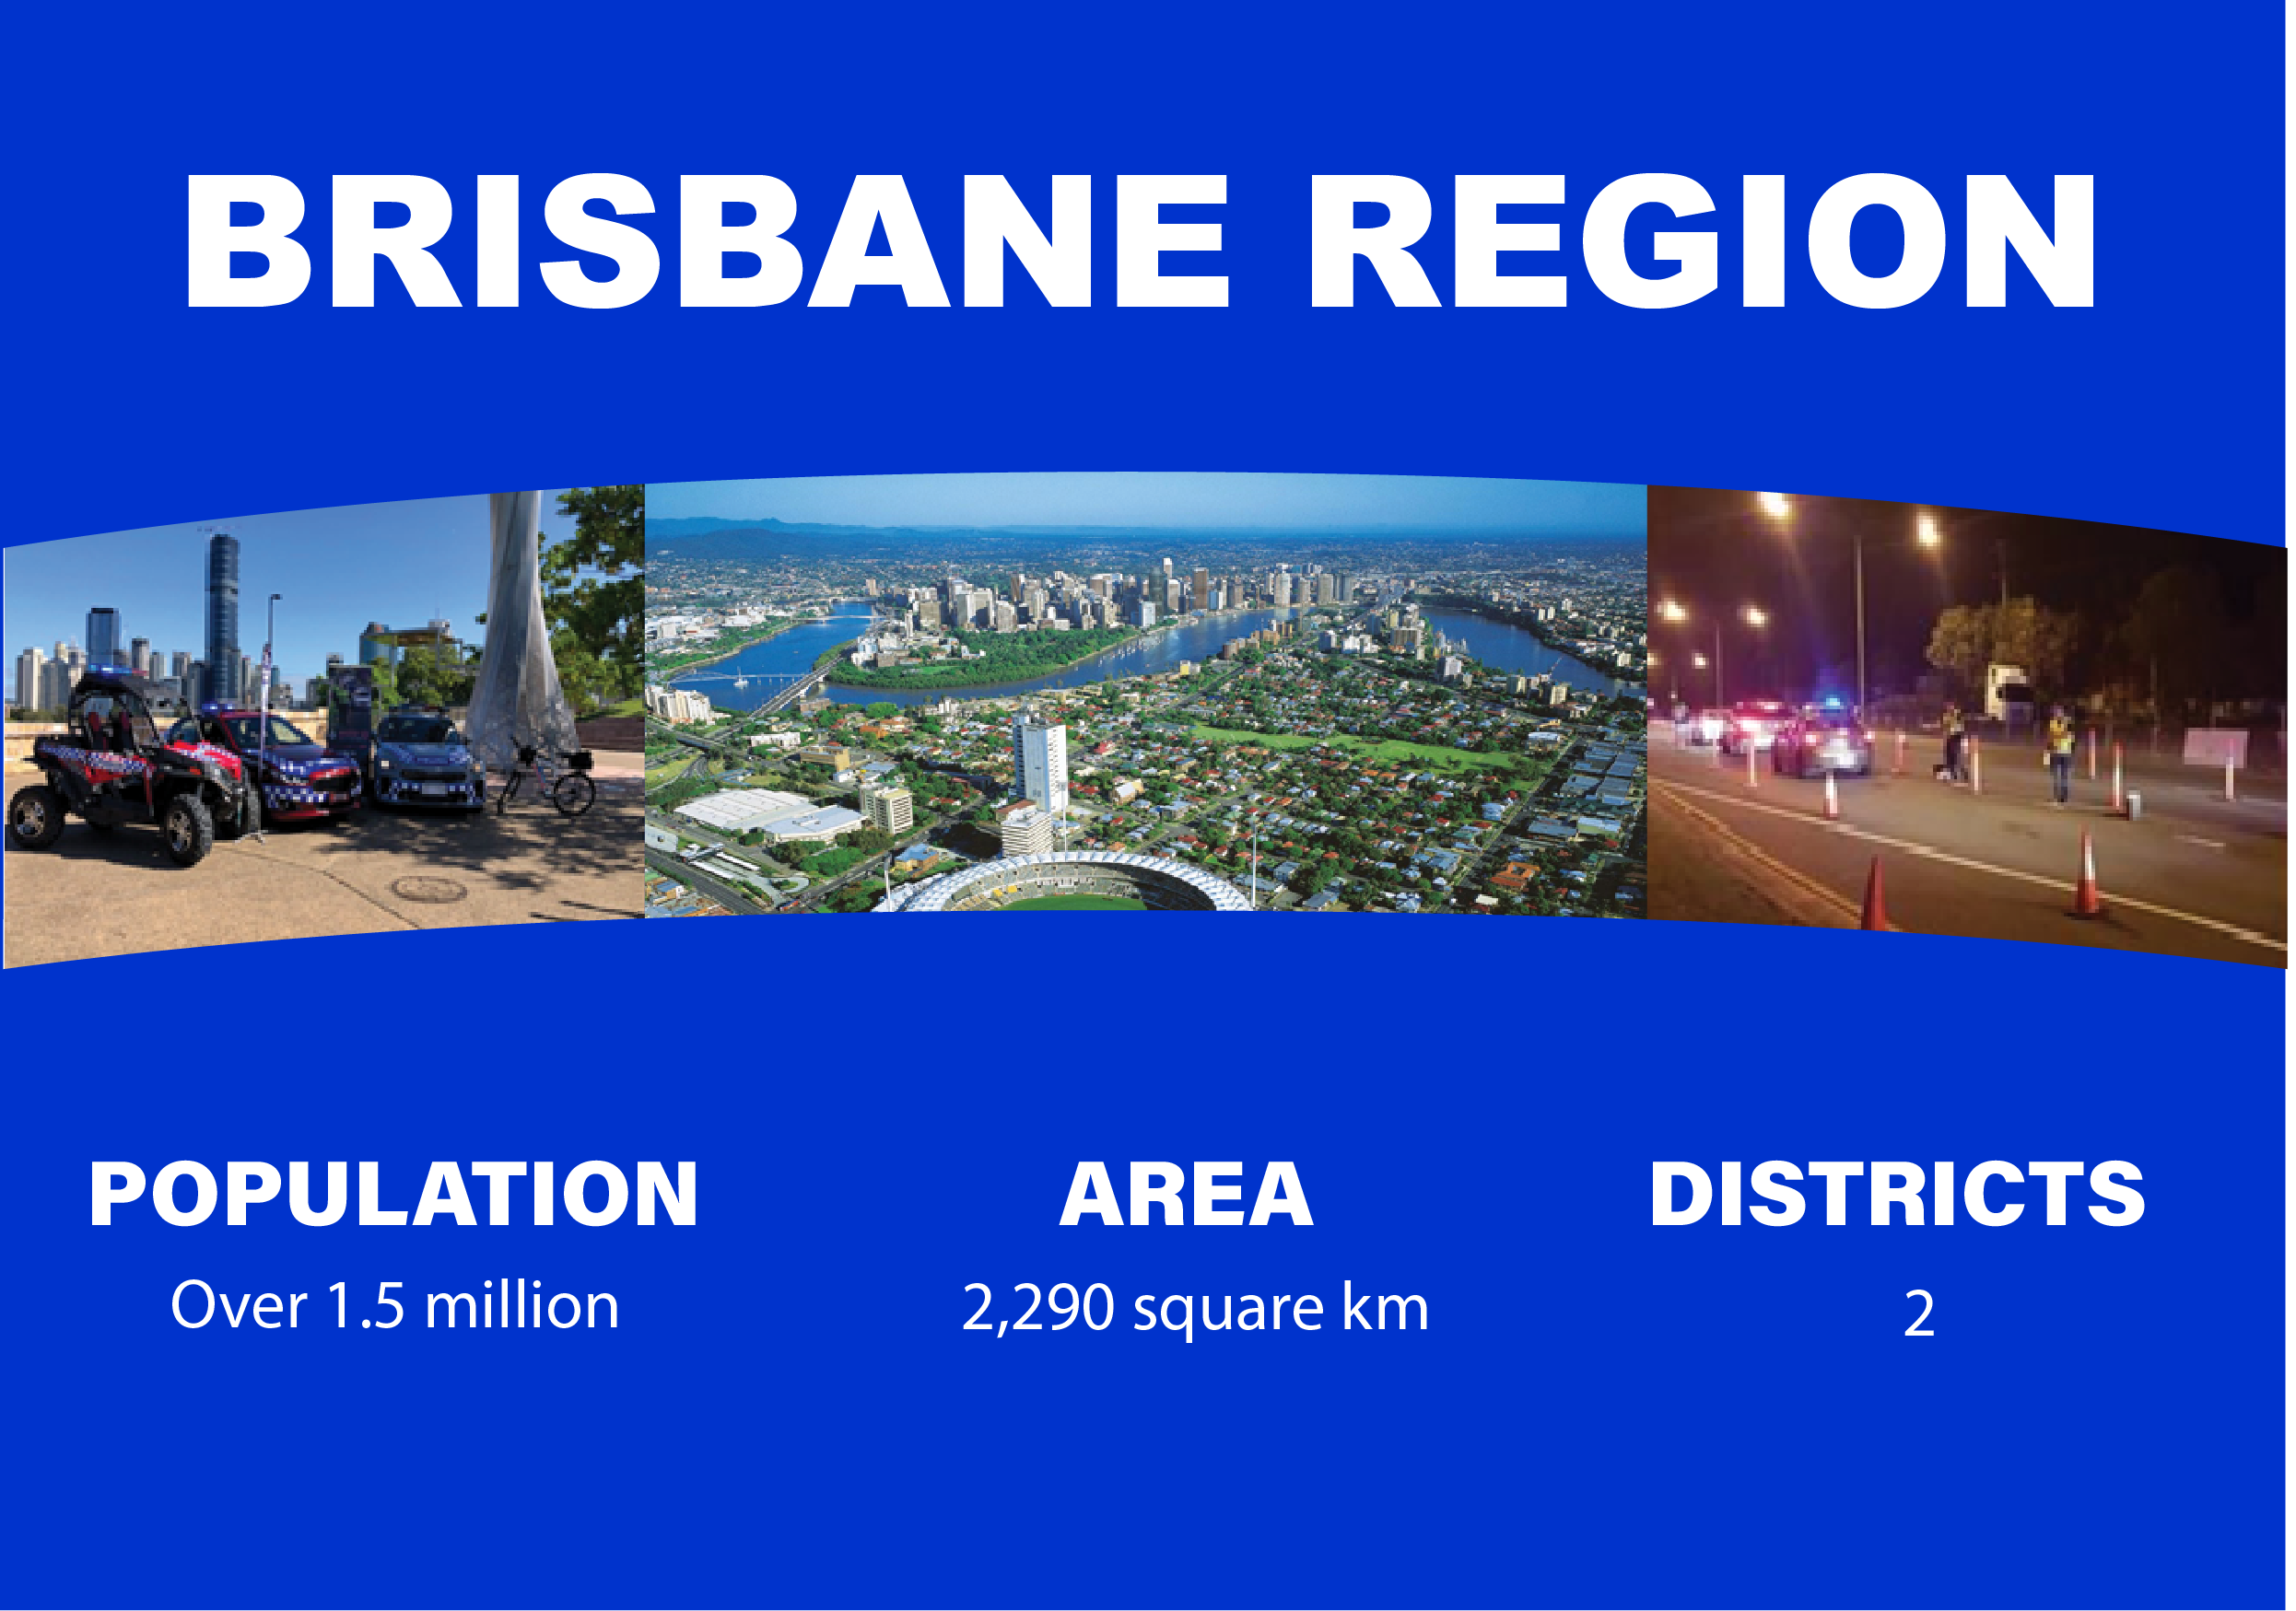 BRISBANE REGION
POPULATION
Over 1.5 million
AREA
2,290 square km
DISTRICTS
2